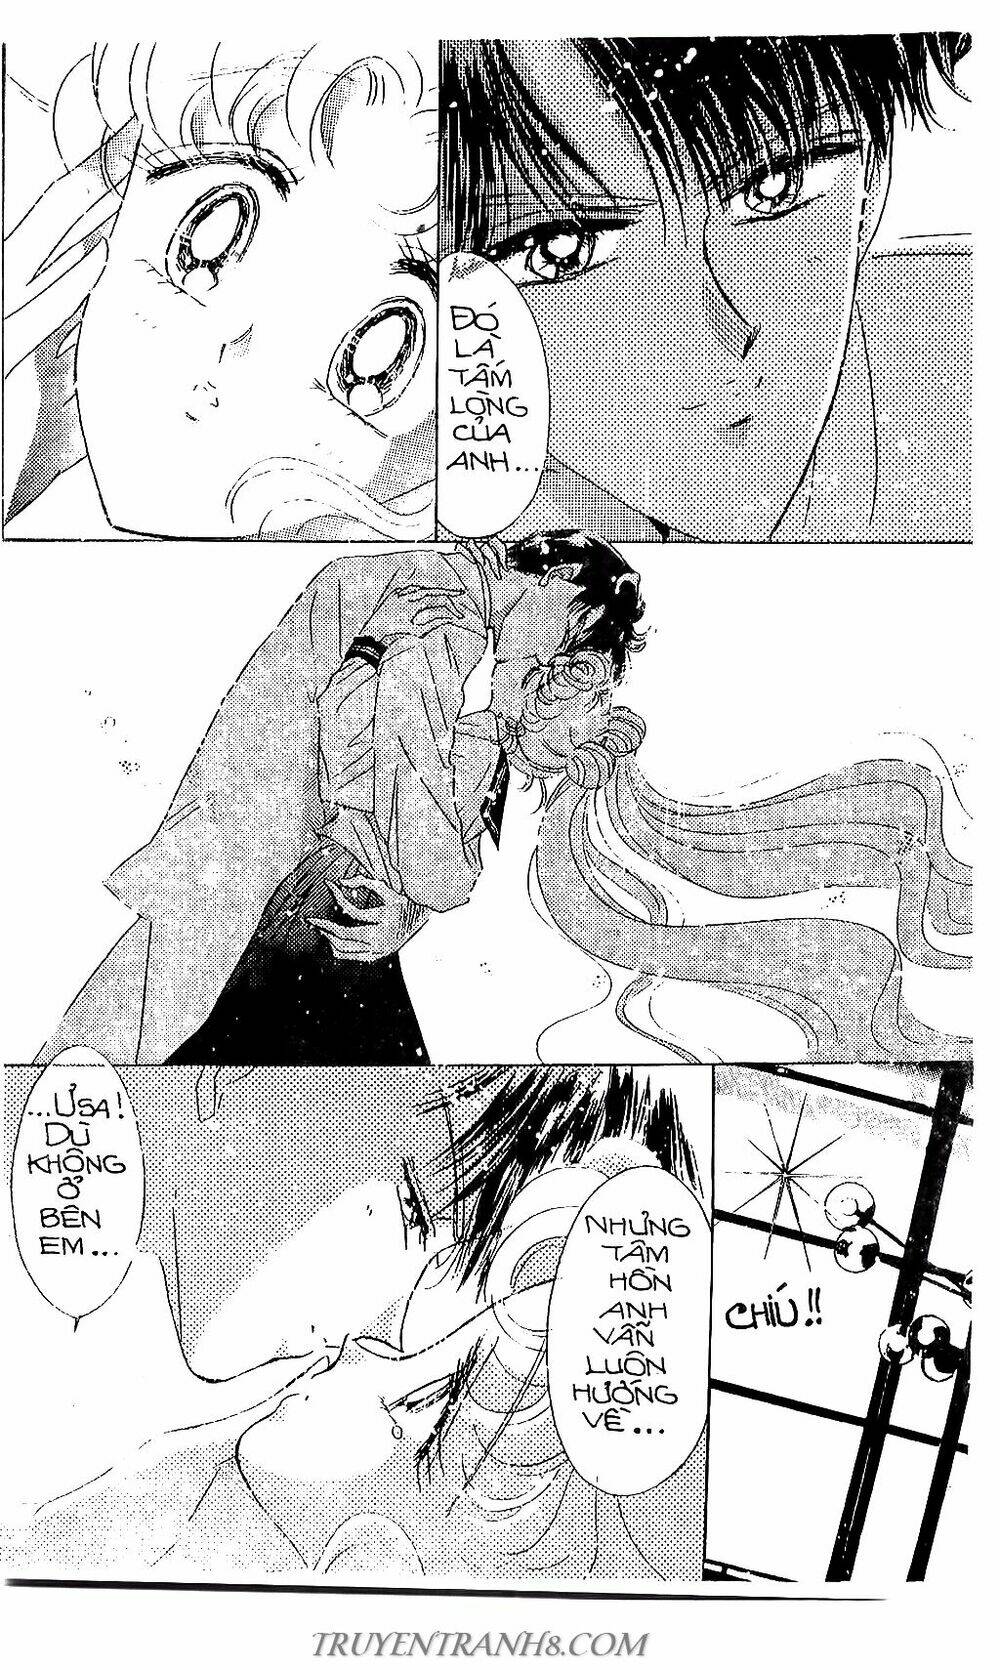 ĐÓ
LÀ
TẤM
LÒNG
CỦA
ANH...
...ƯSA!
DÙ
KHÔNG
Ở
BÊN
EM...
NHƯNG
TÂM
HỒN
ANH
VẪN
LUÔN
HƯỚNG
VỀ...
CHÍU!!
TRUYENTRANH8.COM